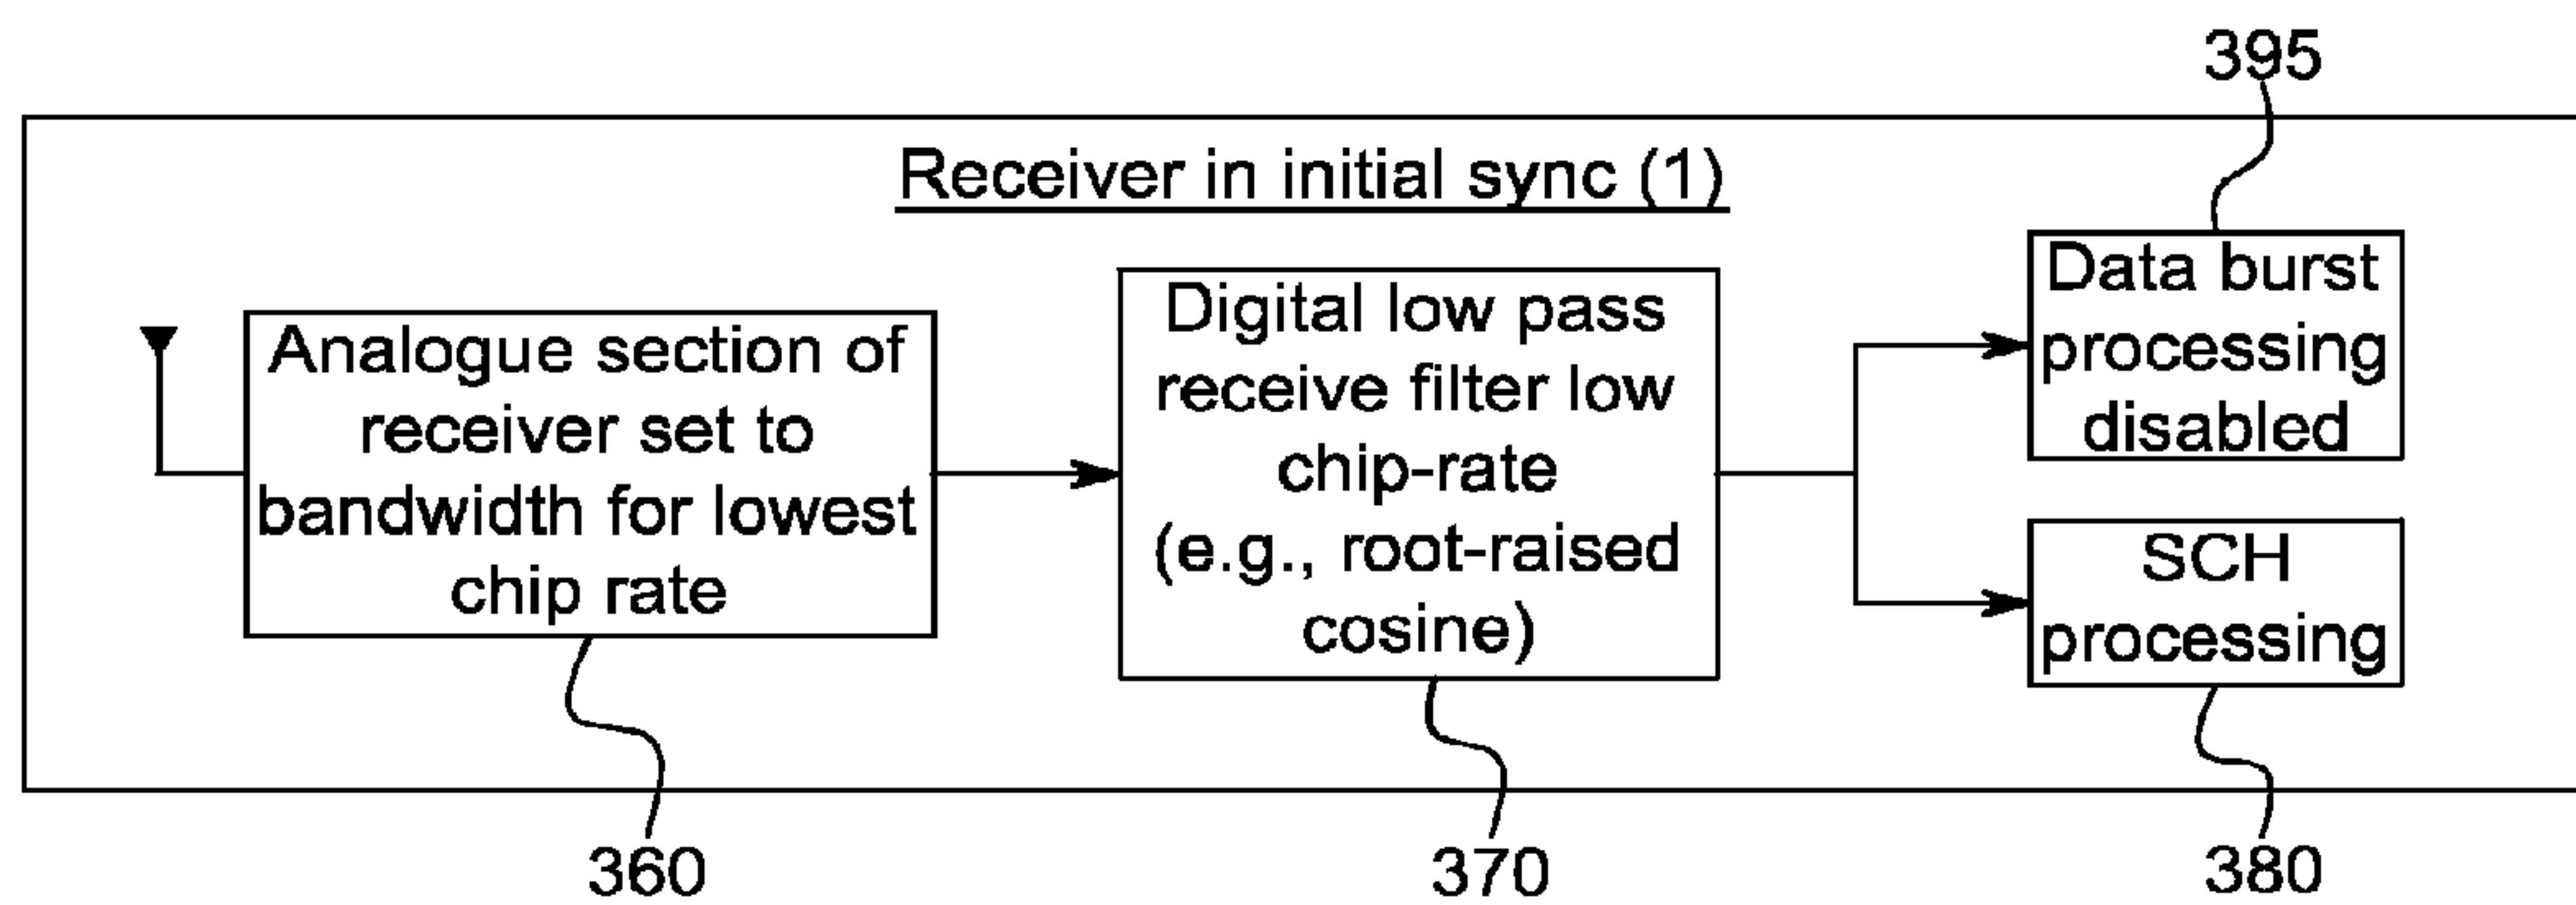 395
Receiver in initial sync (1)
Analogue section of
receiver set to
bandwidth for lowest
chip rate
Digital low pass
receive filter low
chip-rate
(e.g., root-raised
cosine)
Data burst
processing
disabled
SCH
processing
360
370
380